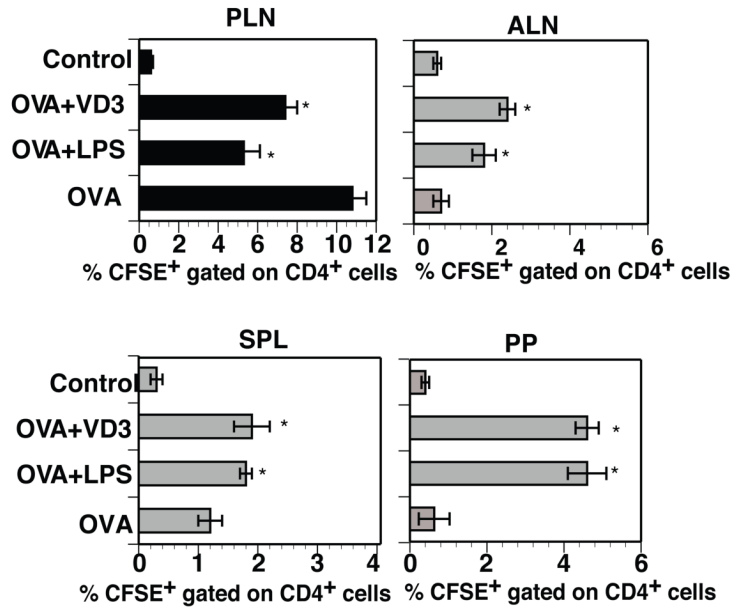 PLN
Control
OVA+VD3
*
OVA+LPS
*
OVA
0 2 4 6 8 10 12
% CFSE+ gated on CD4+ cells
ALN
*
*
0 2 4 6
% CFSE+ gated on CD4+ cells
SPL
Control
OVA+VD3
*
OVA+LPS
*
OVA
0 1 2 3 4
% CFSE+ gated on CD4+ cells
PP
*
*
0 2 4 6
% CFSE+ gated on CD4+ cells